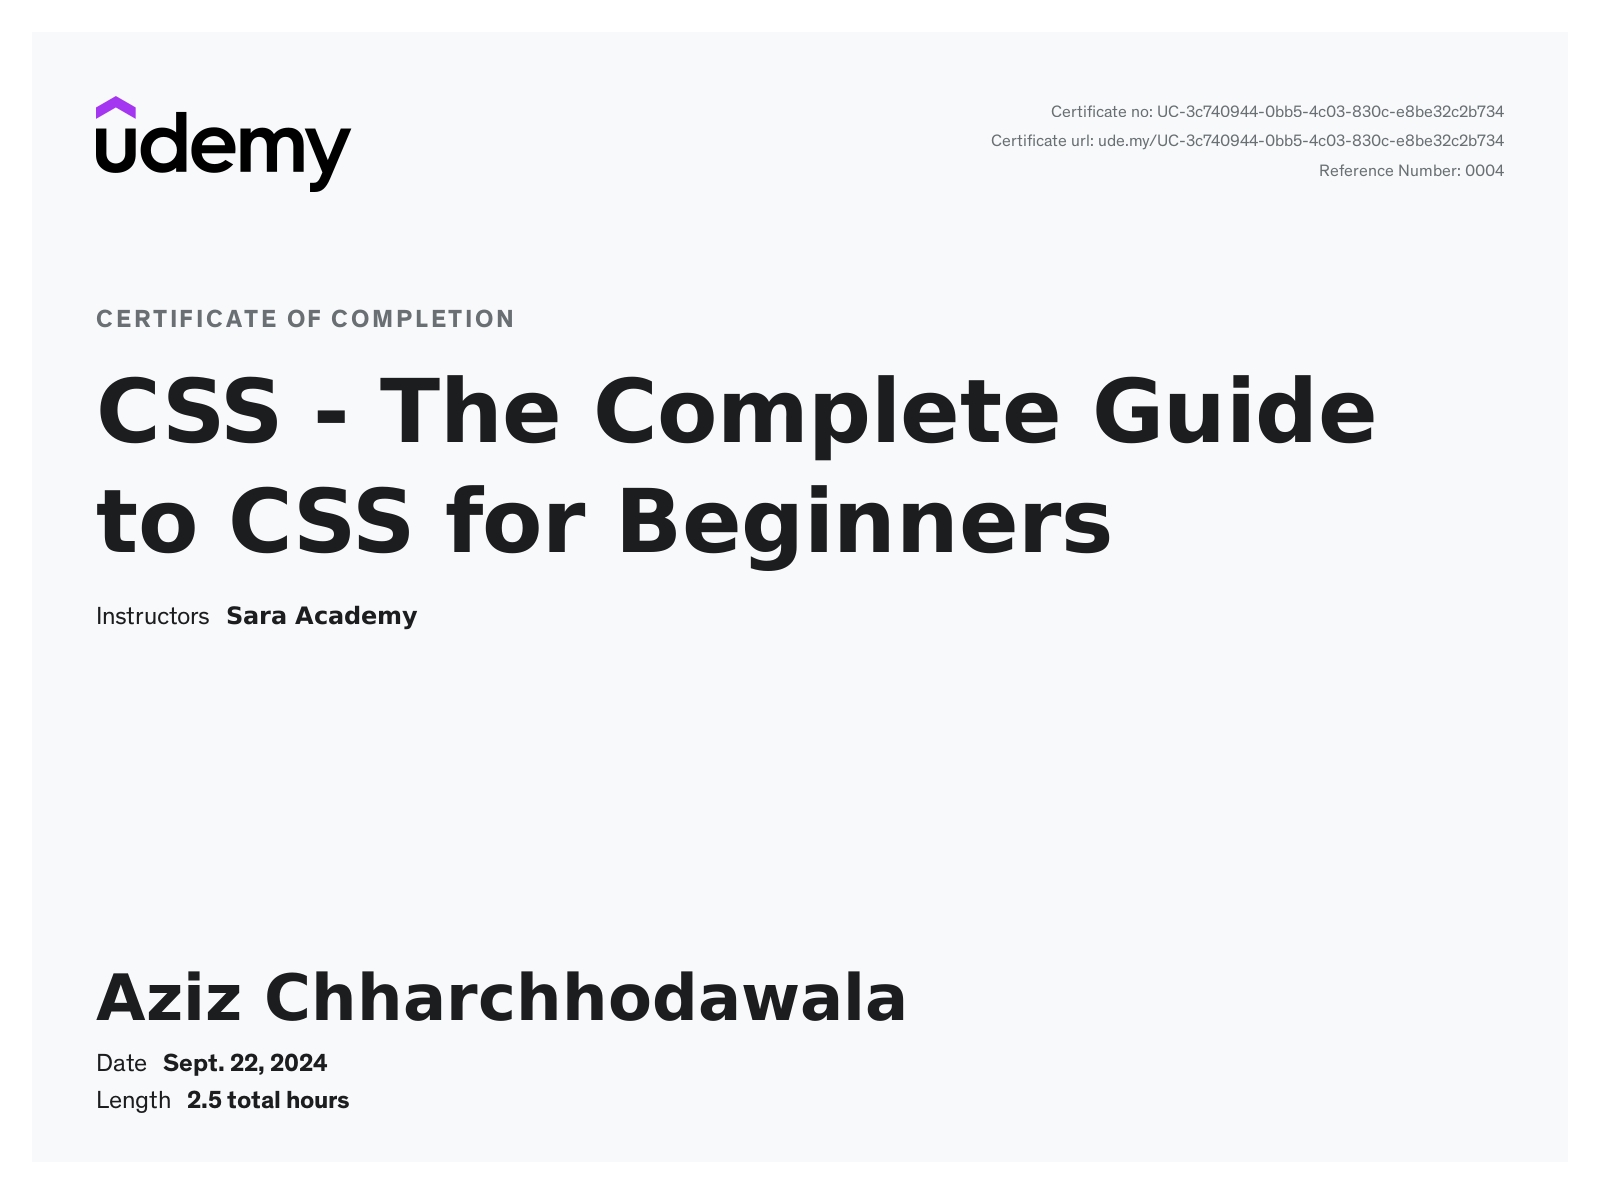 udemy
Certificate no: UC-3c740944-0bb5-4c03-830c-e8be32c2b734
Certificate url: ude.my/UC-3c740944-0bb5-4c03-830c-e8be32c2b734
Reference Number: 0004
CERTIFICATE OF COMPLETION
CSS - The Complete Guide
to CSS for Beginners
Instructors Sara Academy
Aziz Chharchhodawala
Date Sept. 22, 2024
Length 2.5 total hours